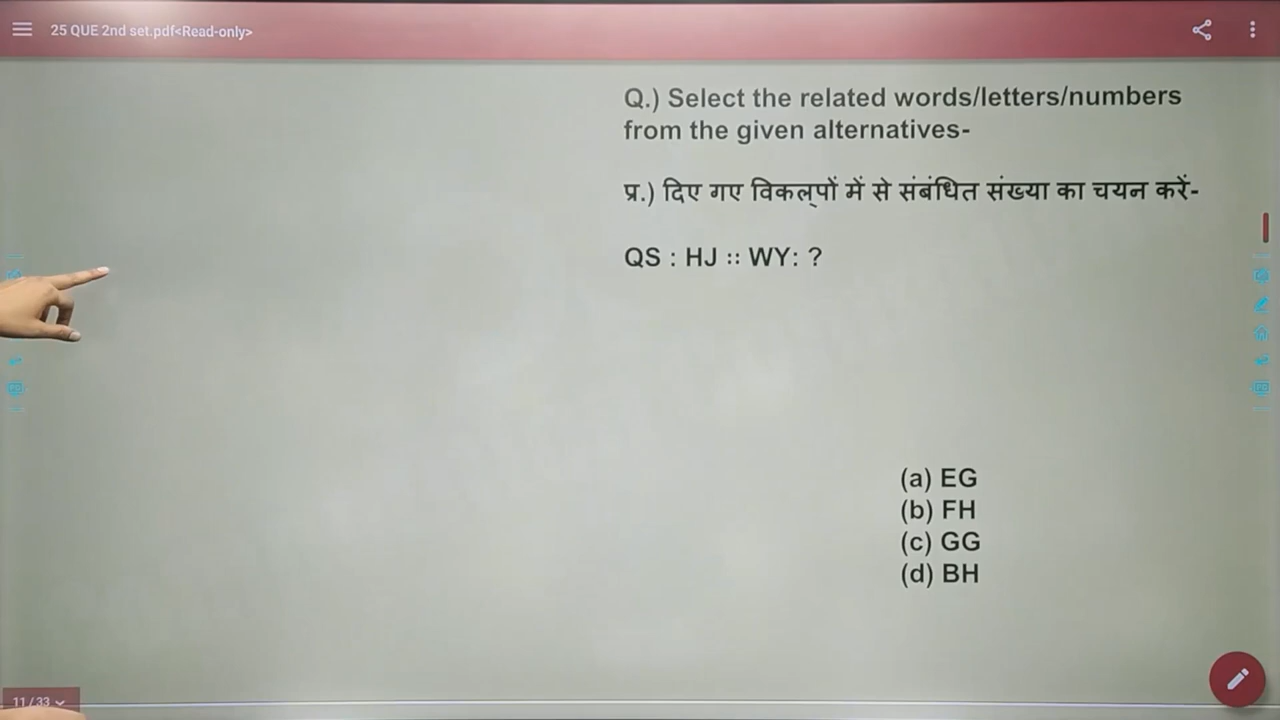 25 QUE 2nd set.pdf<Read-only>
Q.) Select the related words/letters/numbers
from the given alternatives-
प्र.) दिए गए विकल्पों में से संबंधित संख्या का चयन करें-
QS : HJ :: WY: ?
(a) EG
(b) FH
(c) GG
(d) BH
11/33